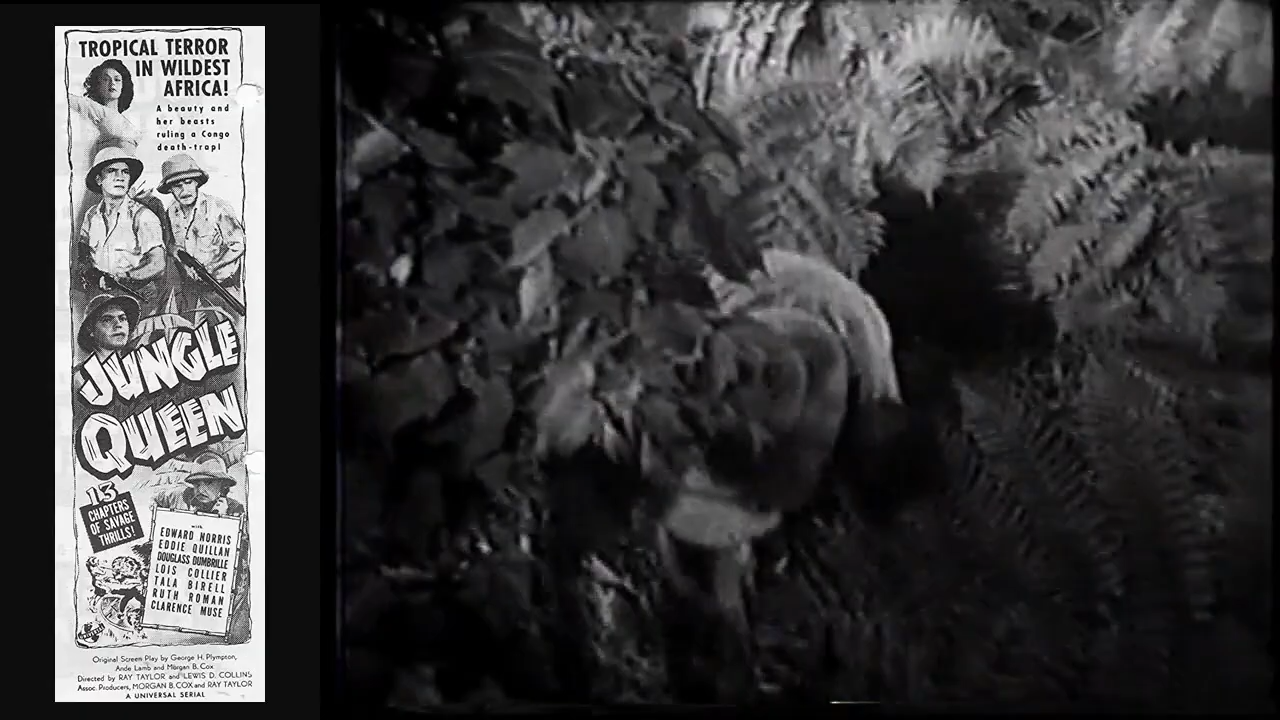 TROPICAL TERROR
IN WILDEST
AFRICA!
A beauty and
her beasts
ruling a Congo
death-trap!
JUNGLE
QUEEN
13
CHAPTERS
OF SAVAGE
THRILLS!
with
EDWARD NORRIS
EDDIE QUILLAN
DOUGLASS DUMBRILLE
LOIS COLLIER
TALA BIRELL
RUTH ROMAN
CLARENCE MUSE
Original Screen Play by George H. Plympton,
Ande Lamb and Morgan B. Cox
Directed by RAY TAYLOR and LEWIS D. COLLINS
Assoc. Producers, MORGAN B. COX and RAY TAYLOR
A UNIVERSAL SERIAL